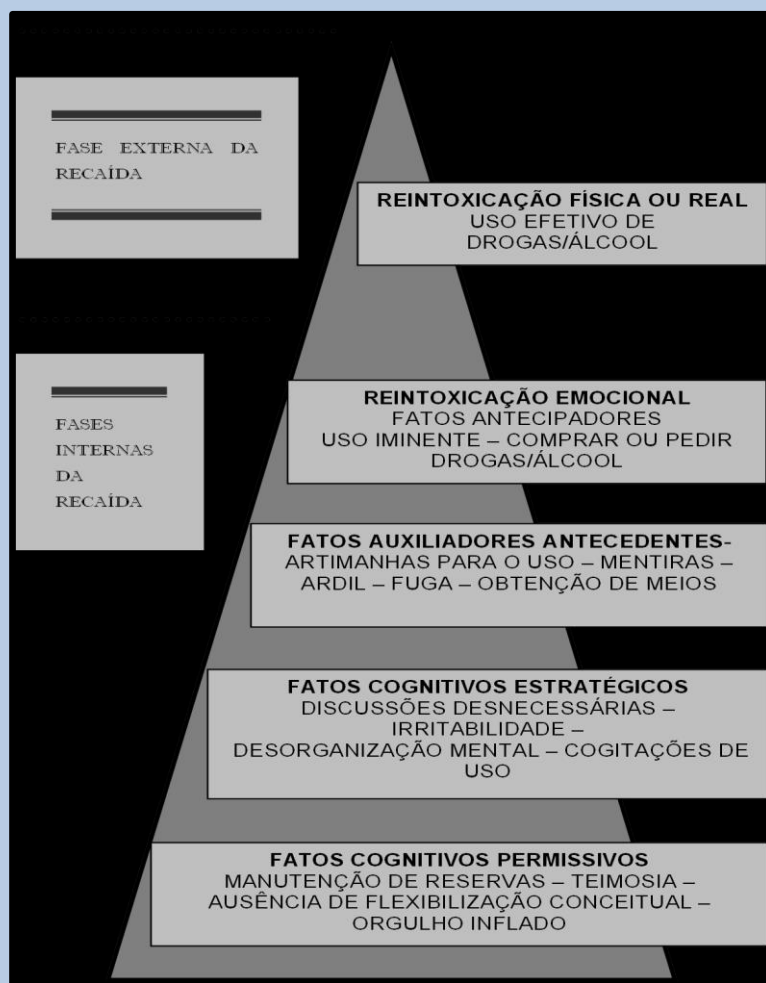 FASE EXTERNA DA
RECAÍDA
REINTOXICAÇÃO FÍSICA OU REAL
USO EFETIVO DE
DROGAS/ÁLCOOL
FASES
INTERNAS
DA
RECAÍDA
REINTOXICAÇÃO EMOCIONAL
FATOS ANTECIPADORES
USO IMINENTE – COMPRAR OU PEDIR
DROGAS/ÁLCOOL
FATOS AUXILIADORES ANTECEDENTES-
ARTIMANHAS PARA O USO – MENTIRAS –
ARDIL – FUGA – OBTENÇÃO DE MEIOS
FATOS COGNITIVOS ESTRATÉGICOS
DISCUSSÕES DESNECESSÁRIAS –
IRRITABILIDADE –
DESORGANIZAÇÃO MENTAL – COGITAÇÕES DE
USO
FATOS COGNITIVOS PERMISSIVOS
MANUTENÇÃO DE RESERVAS – TEIMOSIA –
AUSÊNCIA DE FLEXIBILIZAÇÃO CONCEITUAL –
ORGULHO INFLADO